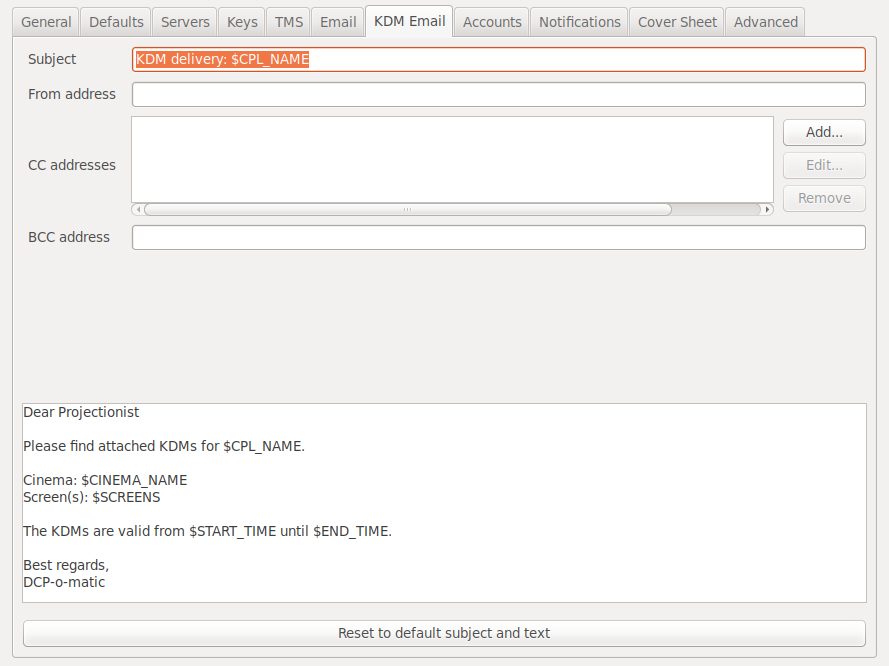 General Defaults Servers Keys TMS Email KDM Email Accounts Notifications Cover Sheet Advanced
Subject KDM delivery: $CPL_NAME
From address
CC addresses
Add...
Edit...
Remove
BCC address
Dear Projectionist
Please find attached KDMs for $CPL_NAME.
Cinema: $CINEMA_NAME
Screen(s): $SCREENS
The KDMs are valid from $START_TIME until $END_TIME.
Best regards,
DCP-o-matic
Reset to default subject and text